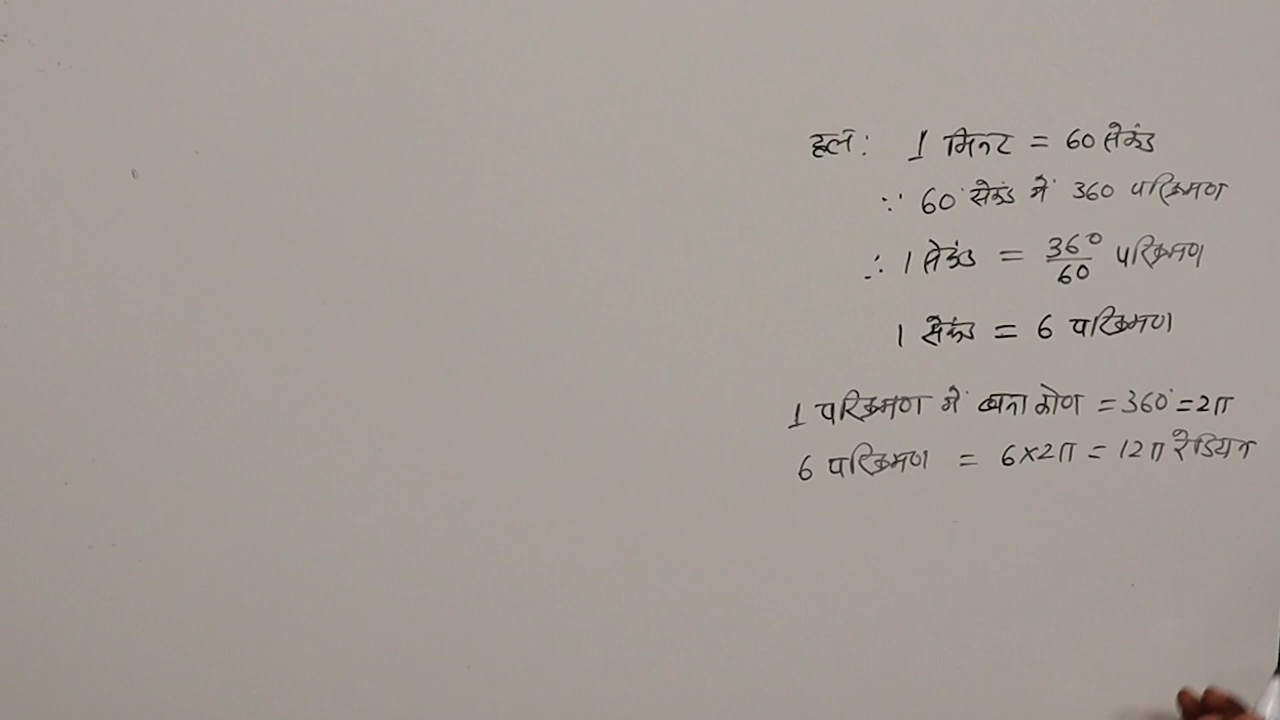 हल: 1 मिनट = 60 सेकंड
∵ 60 सेकंड में 360 परिक्रमण
∴ 1 सेकंड = 360/60 परिक्रमण
1 सेकंड = 6 परिक्रमण
1 परिक्रमण में बना कोण = 360° = 2π
6 परिक्रमण = 6×2π = 12π रेडियन